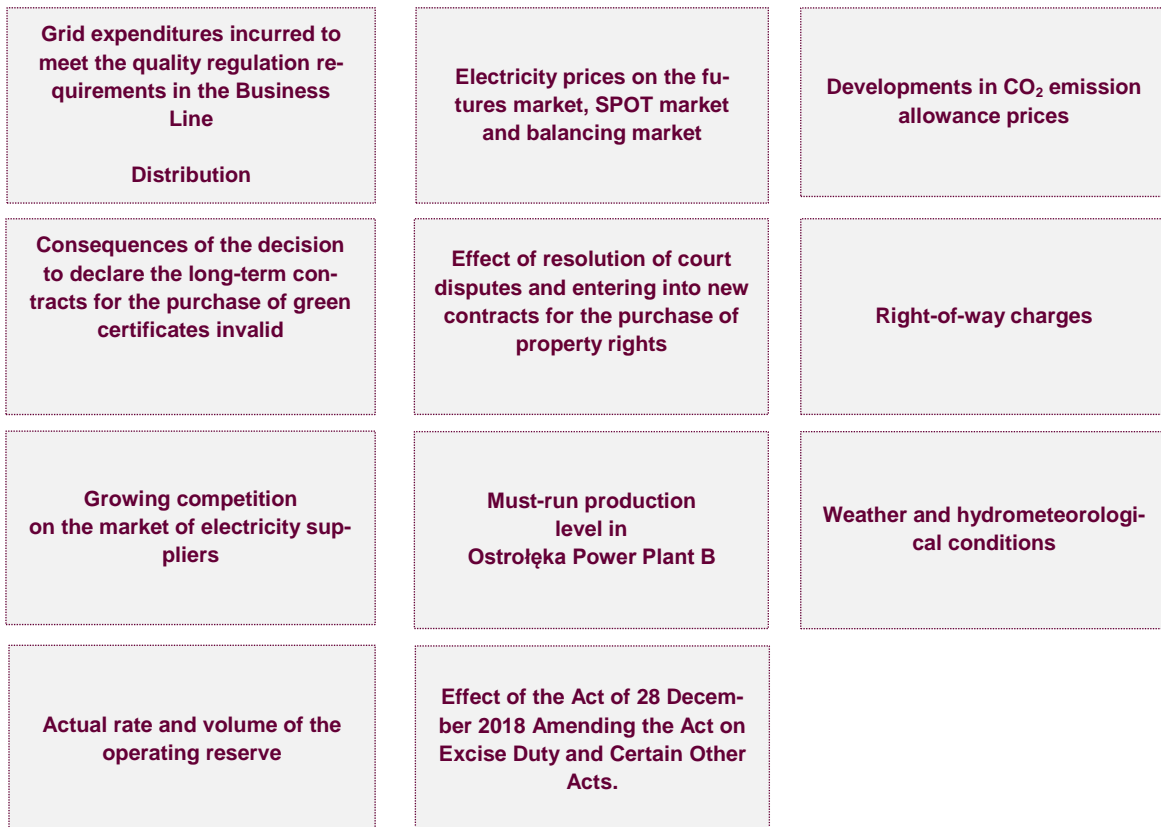 Grid expenditures incurred to
meet the quality regulation re-
quirements in the Business
Line
Distribution
Electricity prices on the fu-
tures market, SPOT market
and balancing market
Developments in CO₂ emission
allowance prices
Consequences of the decision
to declare the long-term con-
tracts for the purchase of green
certificates invalid
Effect of resolution of court
disputes and entering into new
contracts for the purchase of
property rights
Right-of-way charges
Growing competition
on the market of electricity sup-
pliers
Must-run production
level in
Ostrołęka Power Plant B
Weather and hydrometeorologi-
cal conditions
Actual rate and volume of the
operating reserve
Effect of the Act of 28 Decem-
ber 2018 Amending the Act on
Excise Duty and Certain Other
Acts.